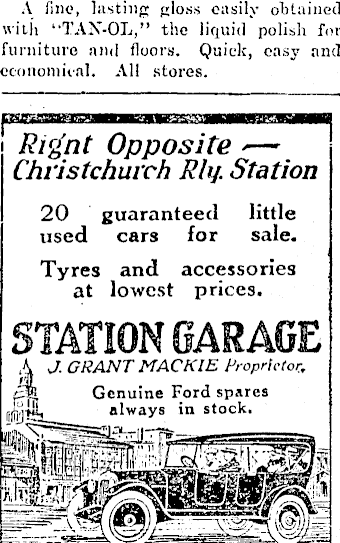 A fine, lasting gloss easily obtained
with "TAN-OL," the liquid polish for
furniture and floors. Quick, easy and
economical. All stores.
Right Opposite —
Christchurch Rly. Station
20 guaranteed little
used cars for sale.
Tyres and accessories
at lowest prices.
STATION GARAGE
J. GRANT MACKIE Proprietor.
Genuine Ford spares
always in stock.